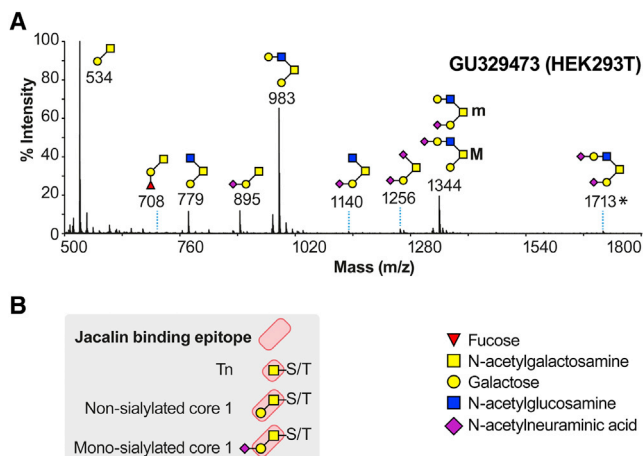 A
% Intensity
100
80
60
40
20
0
534
708
779
895
983
1140
1256
1344
1713*
m
M
GU329473 (HEK293T)
500
760
1020
1280
1540
1800
Mass (m/z)
B
Jacalin binding epitope
Tn
S/T
Non-sialylated core 1
S/T
Mono-sialylated core 1
S/T
Fucose
N-acetylgalactosamine
Galactose
N-acetylglucosamine
N-acetylneuraminic acid